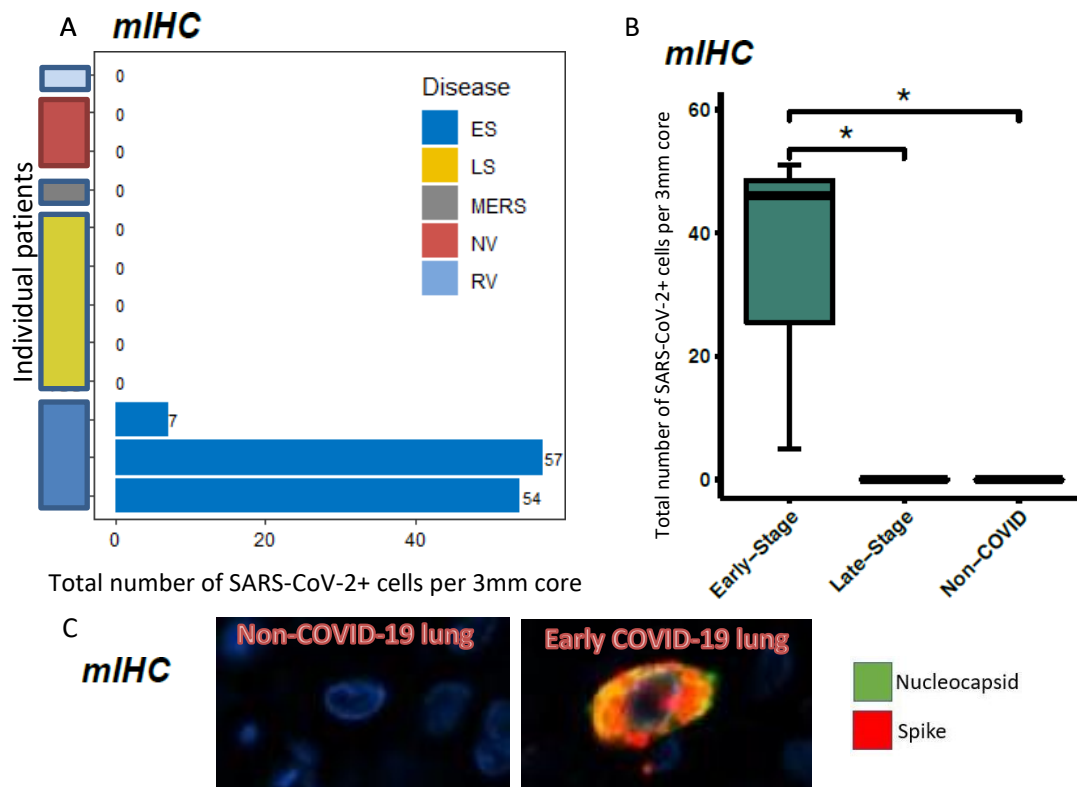 A
mIHC
Individual patients
0
0
0
0
0
0
0
0
0
7
57
54
Disease
ES
LS
MERS
NV
RV
0
20
40
Total number of SARS-CoV-2+ cells per 3mm core
B
mIHC
Total number of SARS-CoV-2+ cells per 3mm core
60
40
20
0
*
*
Early-Stage
Late-Stage
Non-COVID
C
mIHC
Non-COVID-19 lung
Early COVID-19 lung
Nucleocapsid
Spike